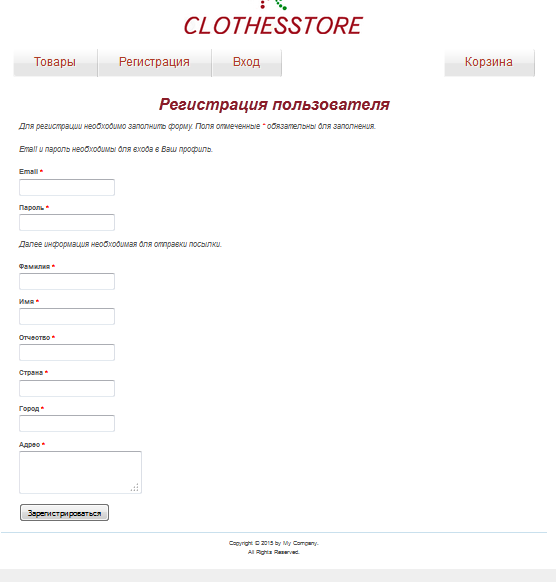 CLOTHESSTORE
Товары Регистрация Вход Корзина
Регистрация пользователя
Для регистрации необходимо заполнить форму. Поля отмеченные * обязательны для заполнения.
Email и пароль необходимы для входа в Ваш профиль.
Email *
Пароль *
Далее информация необходимая для отправки посылки.
Фамилия *
Имя *
Отчество *
Страна *
Город *
Адрес *
Зарегистрироваться
Copyright © 2015 by My Company.
All Rights Reserved.